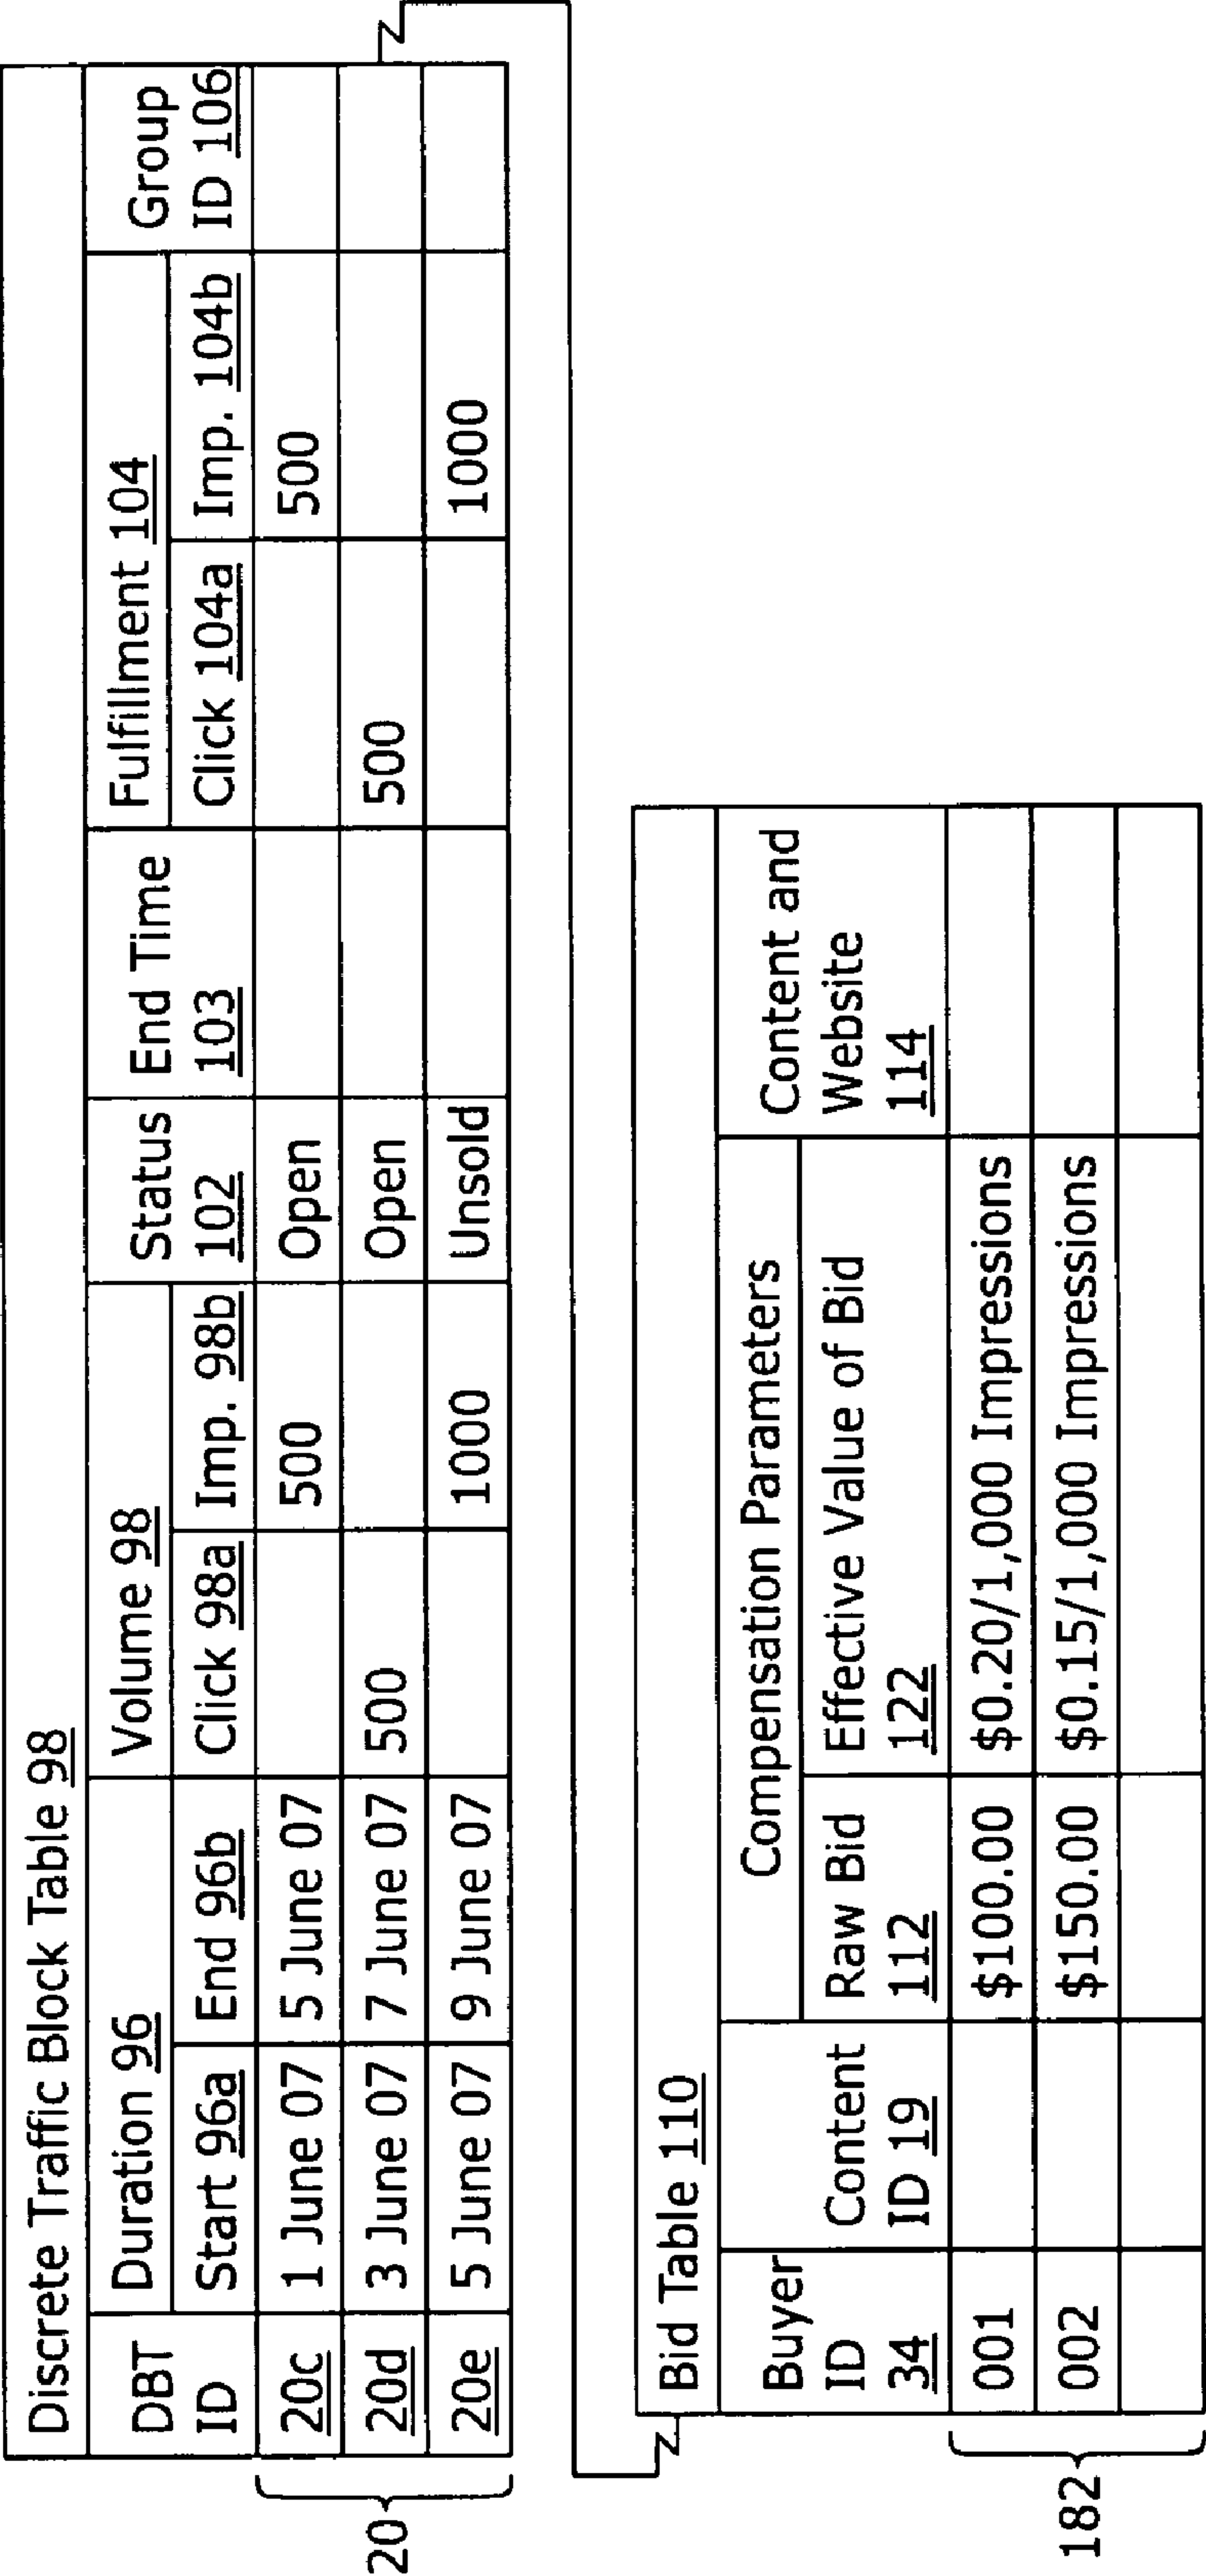 Discrete Traffic Block Table 98
DBT ID
Duration 96
Volume 98
Status 102
End Time 103
Fulfillment 104
Group ID 106
Start 96a
End 96b
Click 98a
Imp. 98b
Click 104a
Imp. 104b
20c 1 June 07 5 June 07 500 Open 500
20d 3 June 07 7 June 07 500 Open 500
20e 5 June 07 9 June 07 1000 Unsold 1000
20
Bid Table 110
Buyer ID 34
Content ID 19
Compensation Parameters
Content and Website 114
Raw Bid 112
Effective Value of Bid 122
001 $100.00 $0.20/1,000 Impressions
002 $150.00 $0.15/1,000 Impressions
182